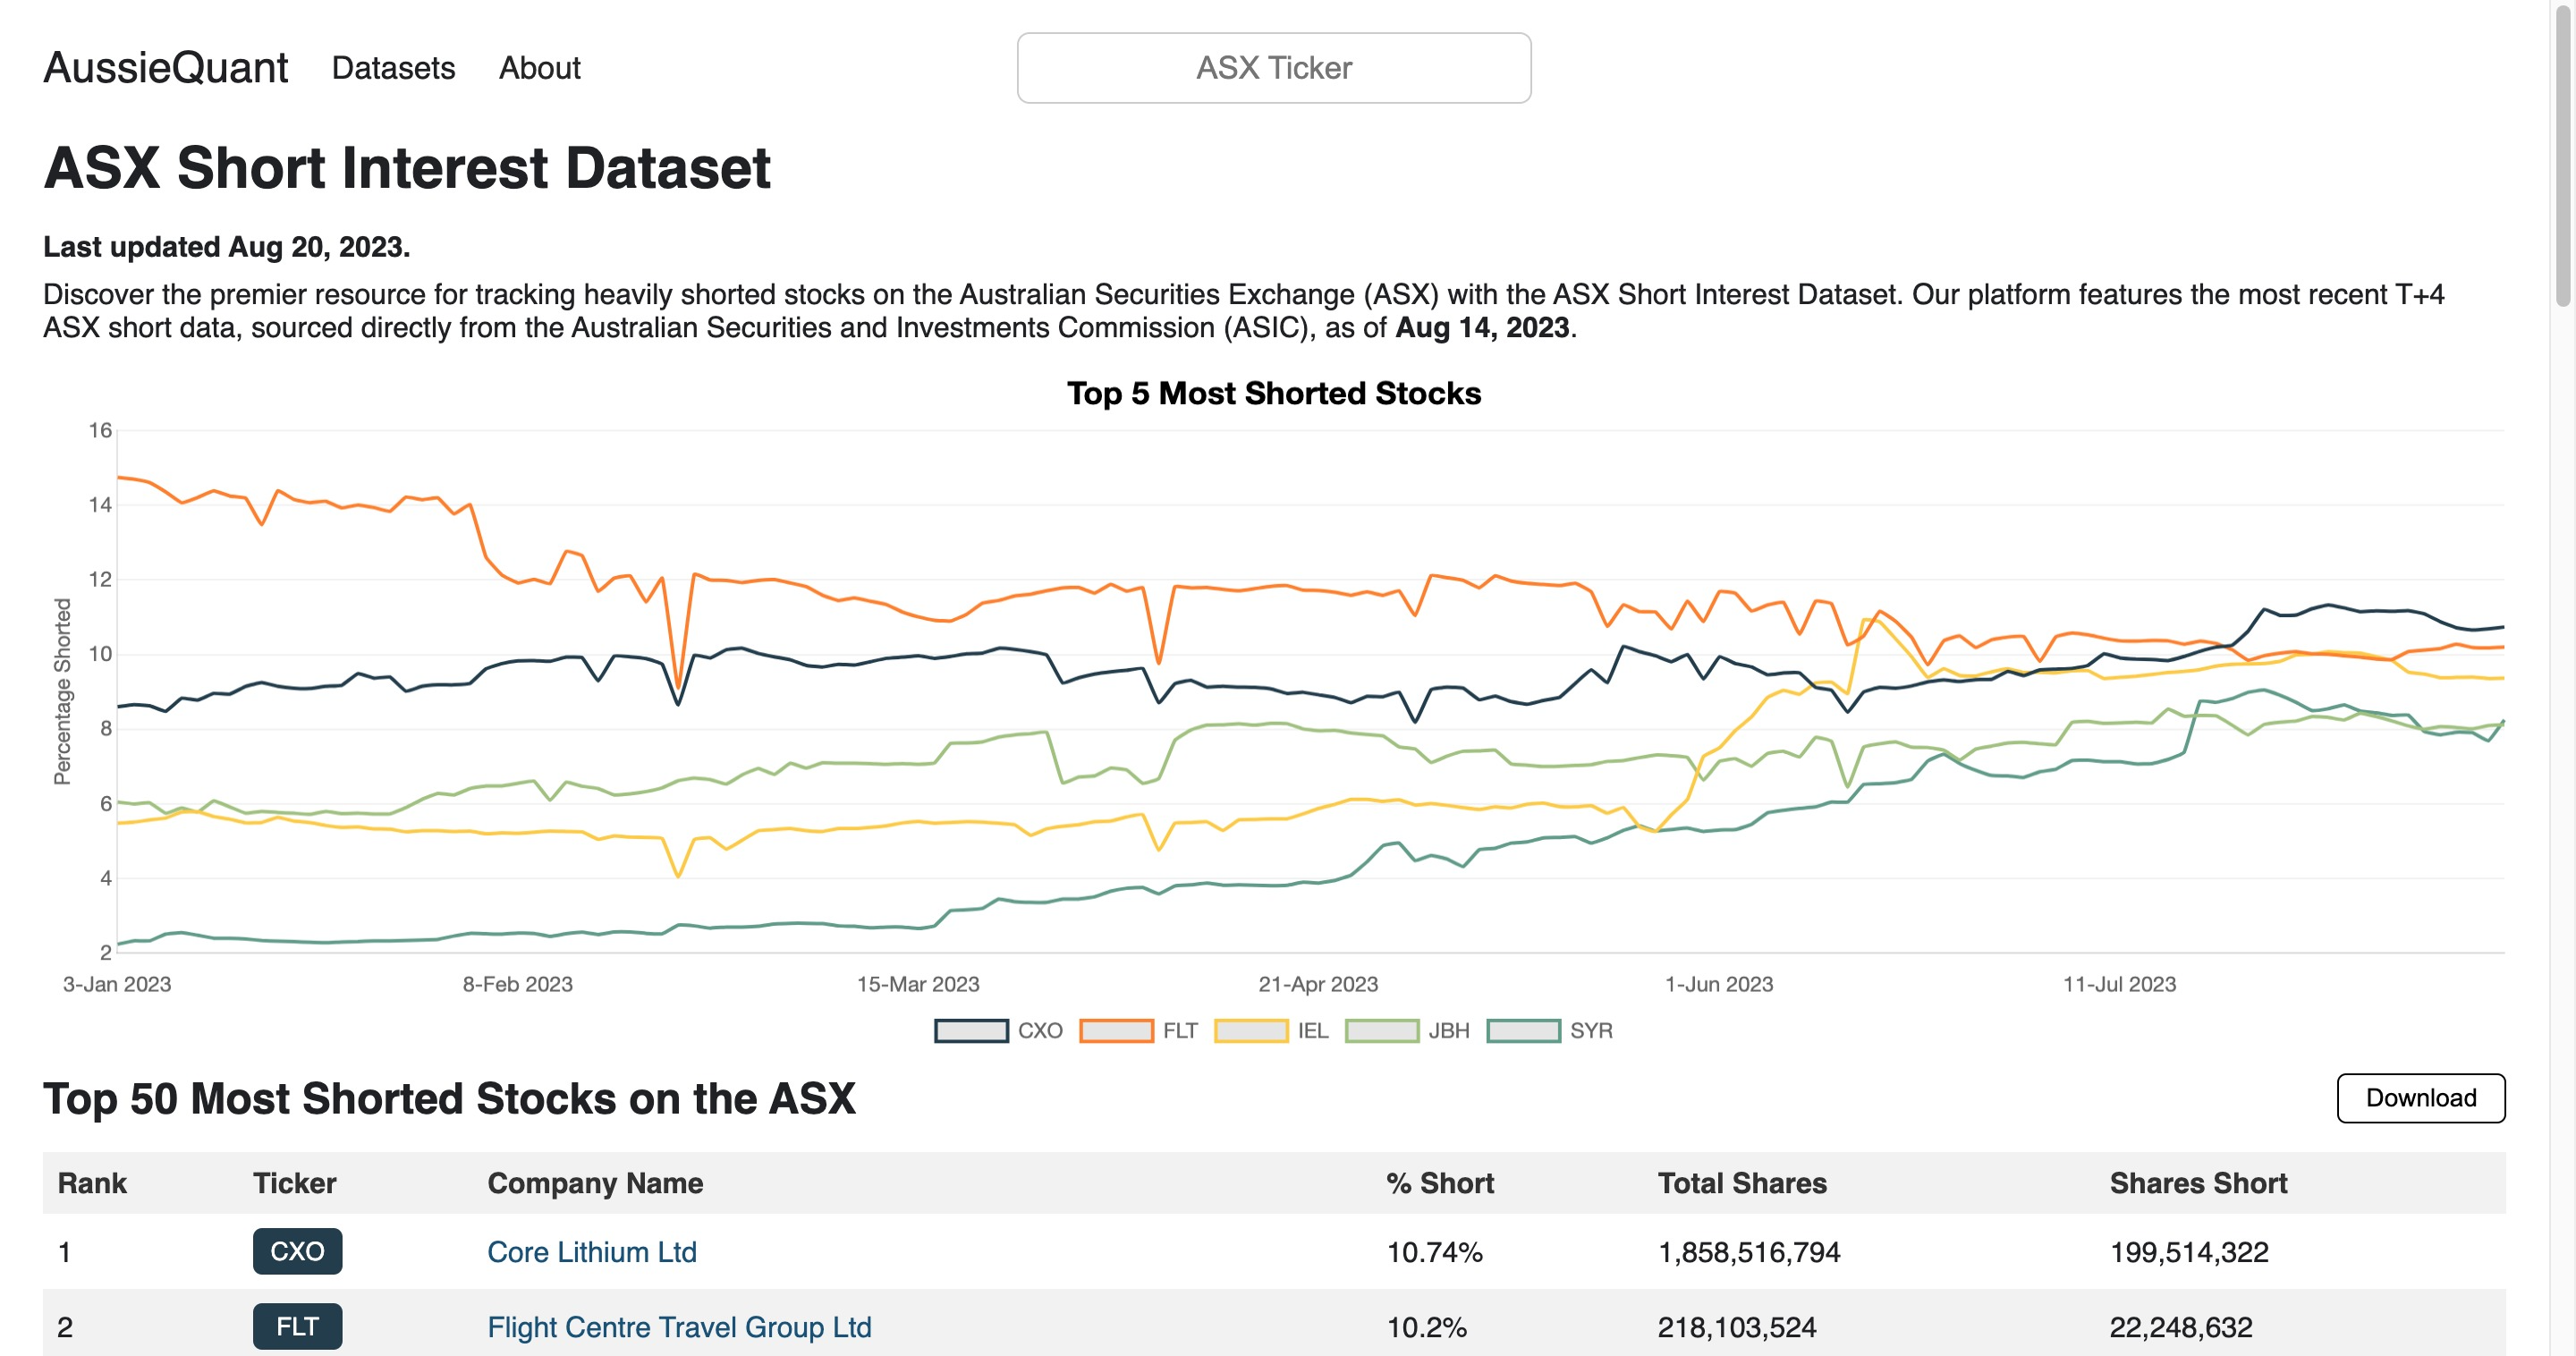 AussieQuant Datasets About ASX Ticker
ASX Short Interest Dataset
Last updated Aug 20, 2023.
Discover the premier resource for tracking heavily shorted stocks on the Australian Securities Exchange (ASX) with the ASX Short Interest Dataset. Our platform features the most recent T+4
ASX short data, sourced directly from the Australian Securities and Investments Commission (ASIC), as of Aug 14, 2023.
Top 5 Most Shorted Stocks
Percentage Shorted
16
14
12
10
8
6
4
2
3-Jan 2023 8-Feb 2023 15-Mar 2023 21-Apr 2023 1-Jun 2023 11-Jul 2023
CXO FLT IEL JBH SYR
Top 50 Most Shorted Stocks on the ASX Download
Rank Ticker Company Name % Short Total Shares Shares Short
1 CXO Core Lithium Ltd 10.74% 1,858,516,794 199,514,322
2 FLT Flight Centre Travel Group Ltd 10.2% 218,103,524 22,248,632